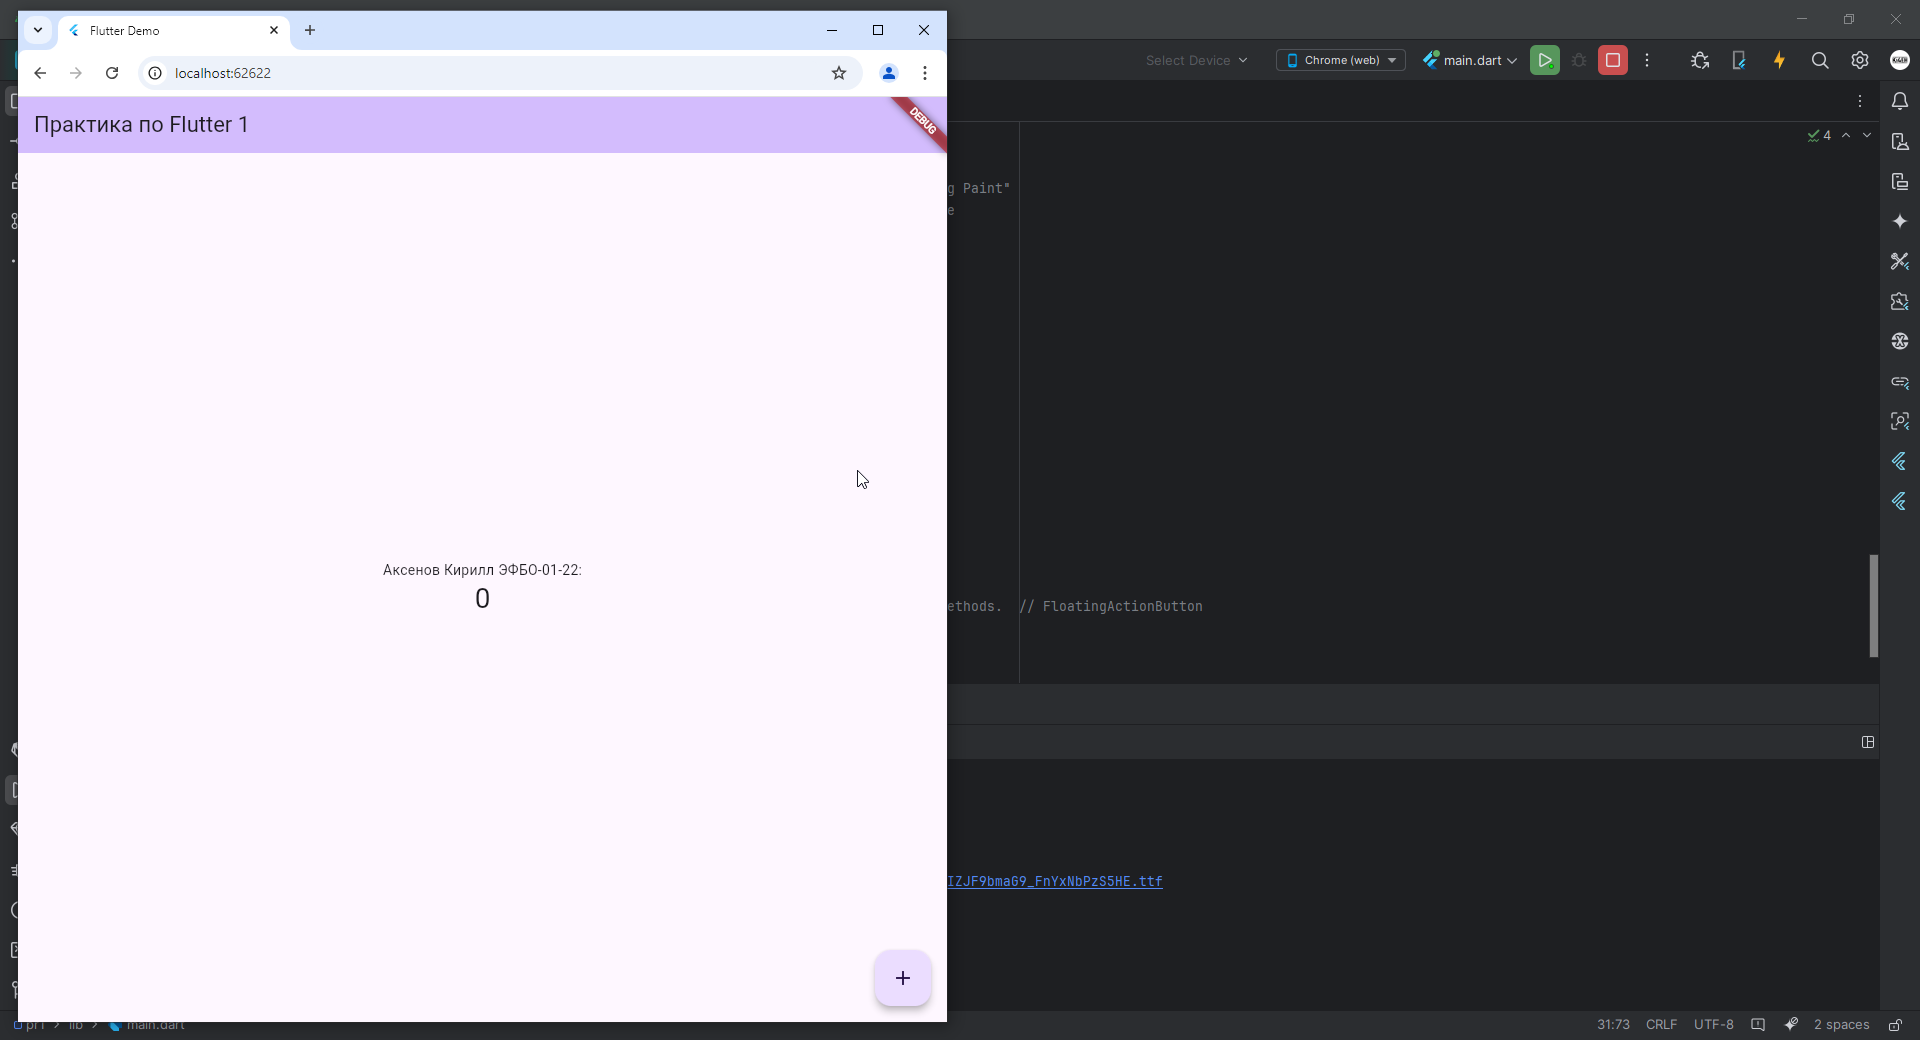 Flutter Demo
localhost:62622
Select Device
Chrome (web)
main.dart
Практика по Flutter 1
DEBUG
4
g Paint"
e
Аксенов Кирилл ЭФБО-01-22:
0
ethods. // FloatingActionButton
IZJF9bmaG9_FnYxNbPzS5HE.ttf
+
pr1 > lib > main.dart
31:73 CRLF UTF-8 2 spaces